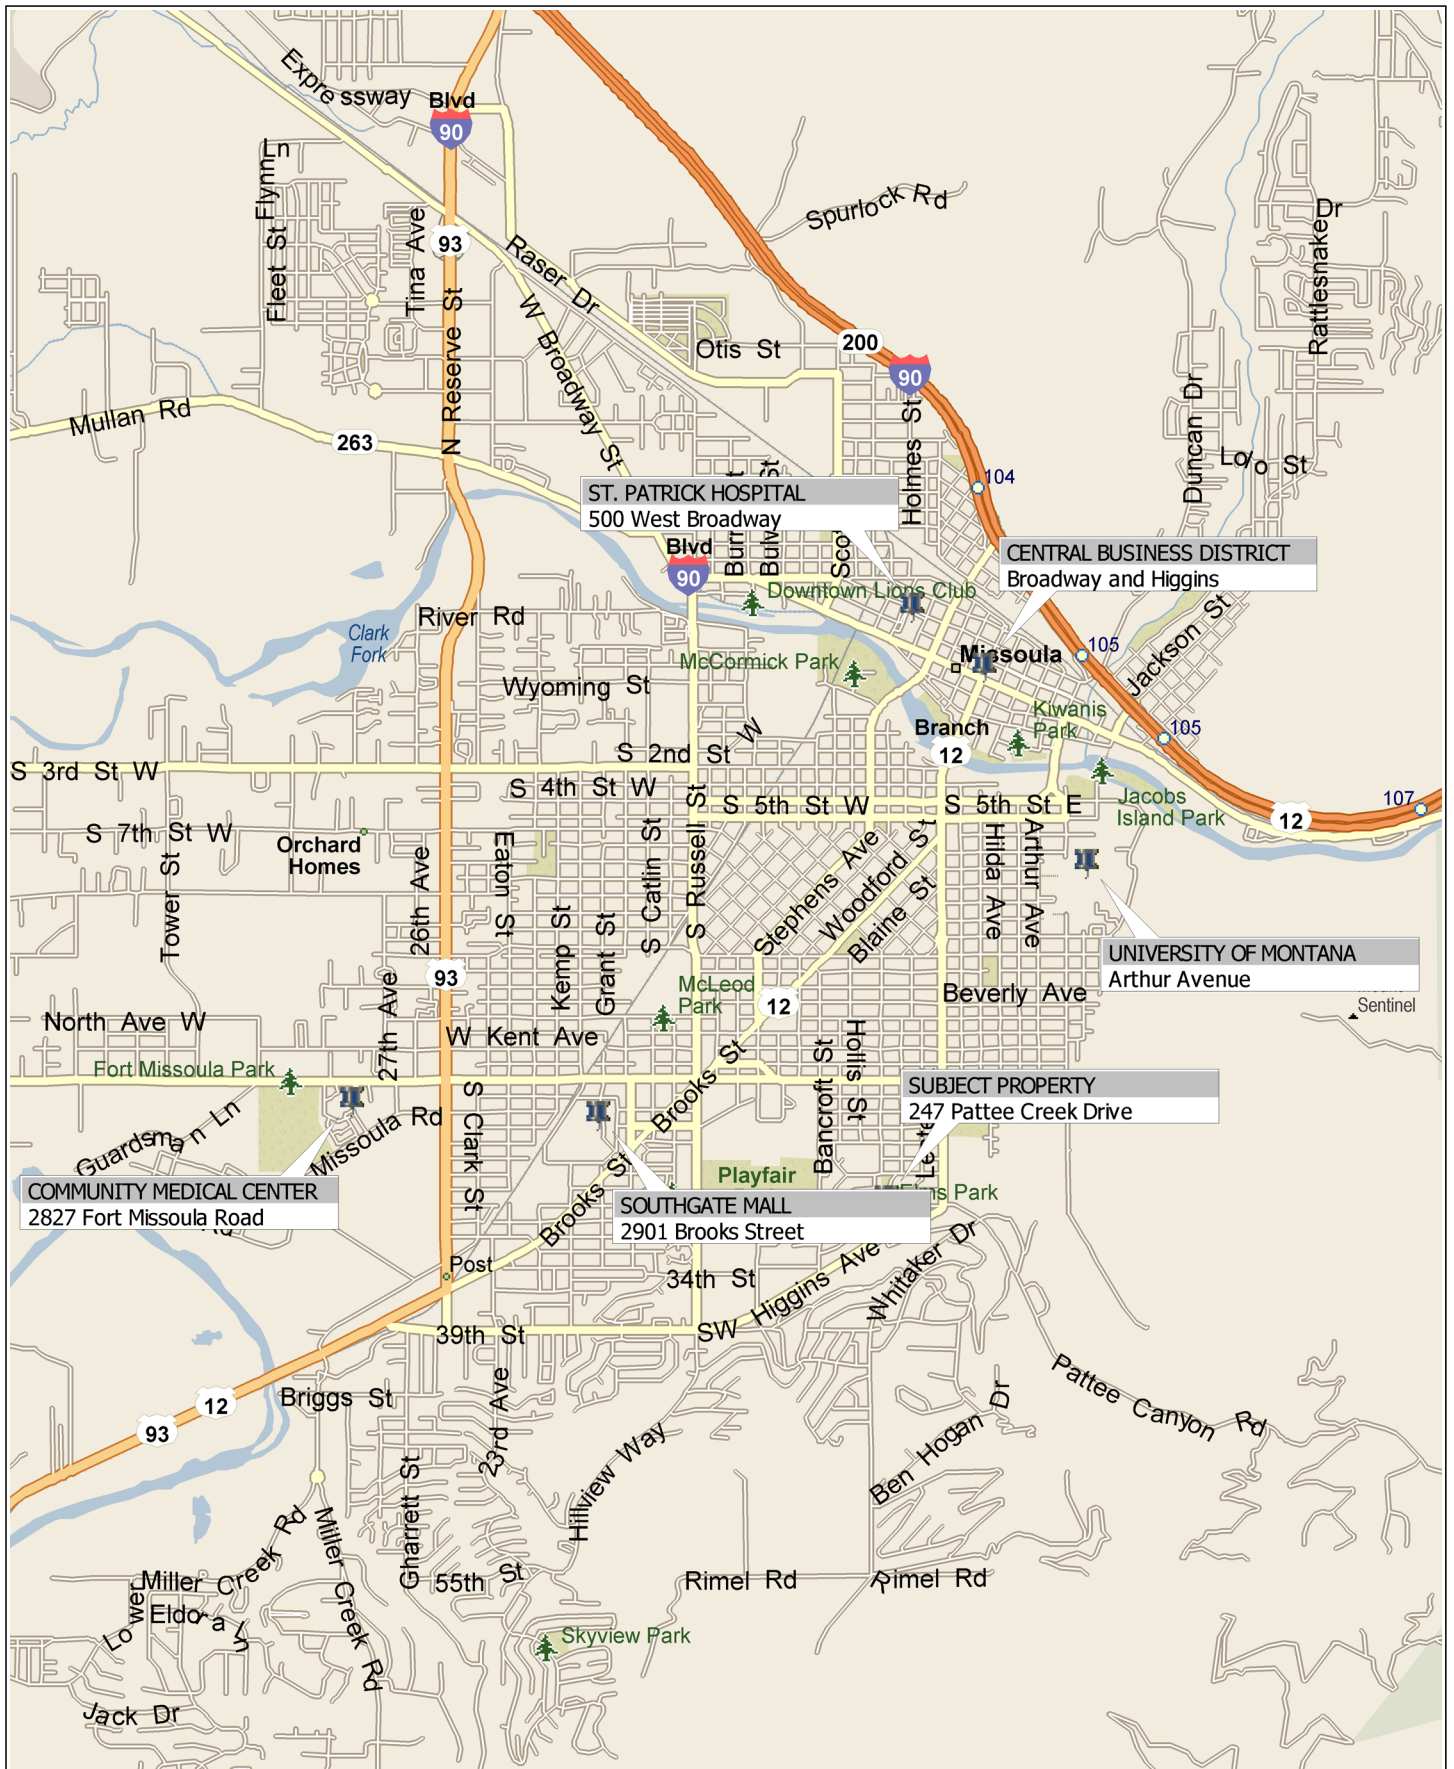 Expressway
Blvd
90
Flynn Ln
Fleet St
Tina Ave
93
N Reserve St
Raser Dr
W Broadway St
Spurlock Rd
Rattlesnake Dr
Otis St
200
90
Mullan Rd
263
Holmes St
Duncan Dr
Lolo St
104
ST. PATRICK HOSPITAL
500 West Broadway
Blvd
90
CENTRAL BUSINESS DISTRICT
Broadway and Higgins
Downtown Lions Club
River Rd
Clark
Fork
McCormick Park
Missoula
105
Jackson St
Wyoming St
Kiwanis
Park
Branch
12
105
S 2nd St W
S 3rd St W
S 4th St W
S 5th St W
S 5th St E
Jacobs
Island Park
107
12
S 7th St W
Orchard
Homes
Tower St
26th Ave
Eaton St
S Catlin St
S Russell St
Stephens Ave
Woodford St
Blaine St
Hilda Ave
Arthur Ave
Kemp St
Grant St
UNIVERSITY OF MONTANA
Arthur Avenue
93
McLeod
Park
12
Beverly Ave
Sentinel
North Ave W
27th Ave
W Kent Ave
Fort Missoula Park
Brooks St
Bancroft St
Hollis St
SUBJECT PROPERTY
247 Pattee Creek Drive
Guardsman Ln
Missoula Rd
S Clark St
Playfair
Elms Park
COMMUNITY MEDICAL CENTER
2827 Fort Missoula Road
Brooks St
SOUTHGATE MALL
2901 Brooks Street
Post
34th St
SW Higgins Ave
Whitaker Dr
39th St
Briggs St
12
93
23rd Ave
Hillview Way
Ben Hogan Dr
Pattee Canyon Rd
Gharrett St
Miller Creek Rd
Lower Miller Creek Rd
55th St
Rimel Rd
Rimel Rd
Eldora Ln
Skyview Park
Jack Dr